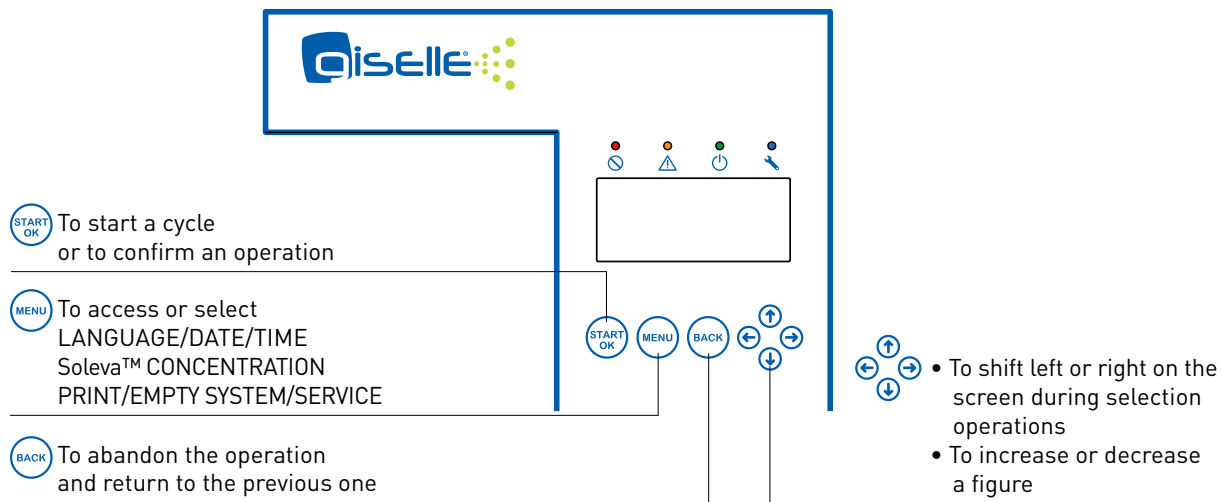 giselle®
START OK
To start a cycle
or to confirm an operation
MENU
To access or select
LANGUAGE/DATE/TIME
Soleva™ CONCENTRATION
PRINT/EMPTY SYSTEM/SERVICE
BACK
To abandon the operation
and return to the previous one
START OK
MENU
BACK
• To shift left or right on the
screen during selection
operations
• To increase or decrease
a figure